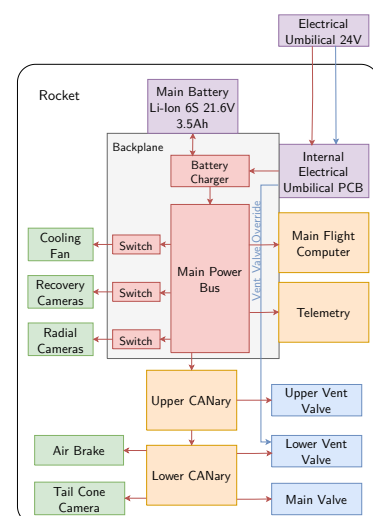 Electrical
Umbilical 24V
Rocket
Main Battery
Li-Ion 6S 21.6V
3.5Ah
Backplane
Battery
Charger
Internal
Electrical
Umbilical PCB
Vent Valve Override
Cooling
Fan
Switch
Main Power
Bus
Main Flight
Computer
Recovery
Cameras
Switch
Telemetry
Radial
Cameras
Switch
Upper CANary
Upper Vent
Valve
Air Brake
Lower CANary
Lower Vent
Valve
Tail Cone
Camera
Main Valve